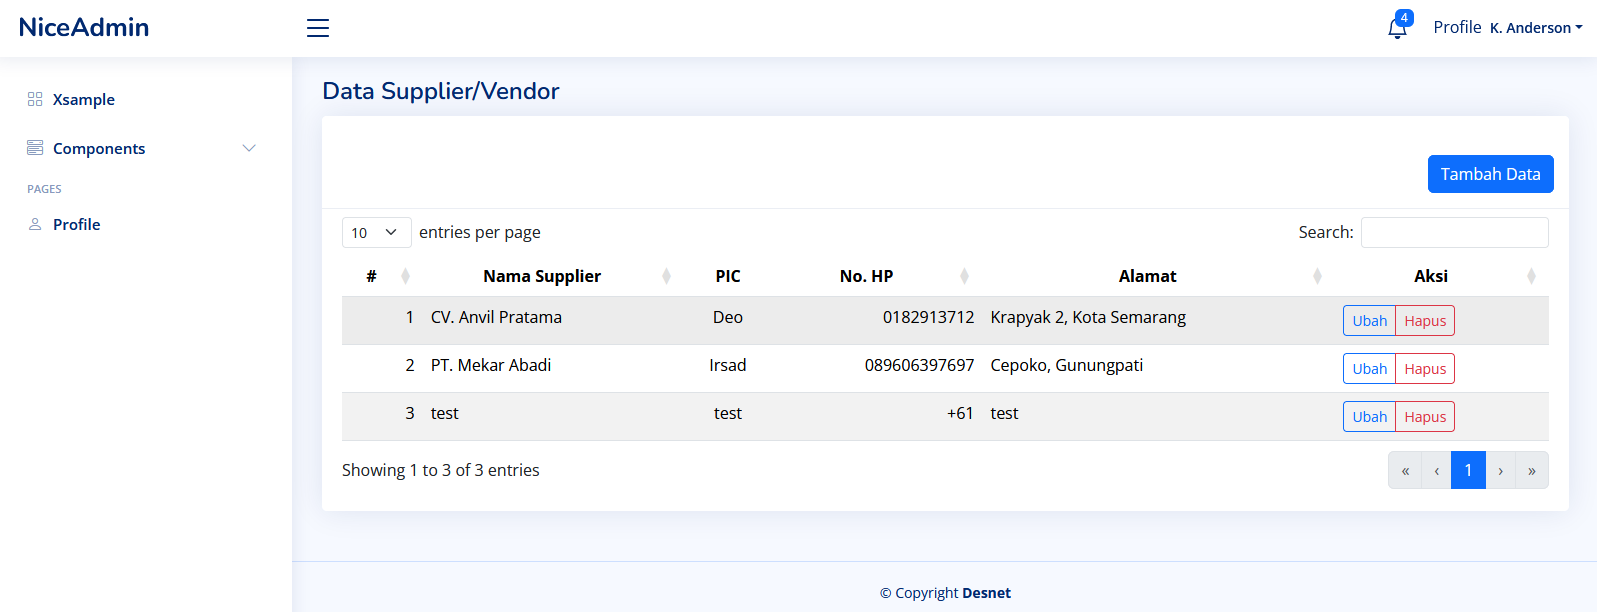 NiceAdmin
4
Profile K. Anderson
Xsample
Components
PAGES
Profile
Data Supplier/Vendor
Tambah Data
10 entries per page
Search:
# Nama Supplier PIC No. HP Alamat Aksi
1 CV. Anvil Pratama Deo 0182913712 Krapyak 2, Kota Semarang Ubah Hapus
2 PT. Mekar Abadi Irsad 089606397697 Cepoko, Gunungpati Ubah Hapus
3 test test +61 test Ubah Hapus
Showing 1 to 3 of 3 entries
« ‹ 1 › »
© Copyright Desnet